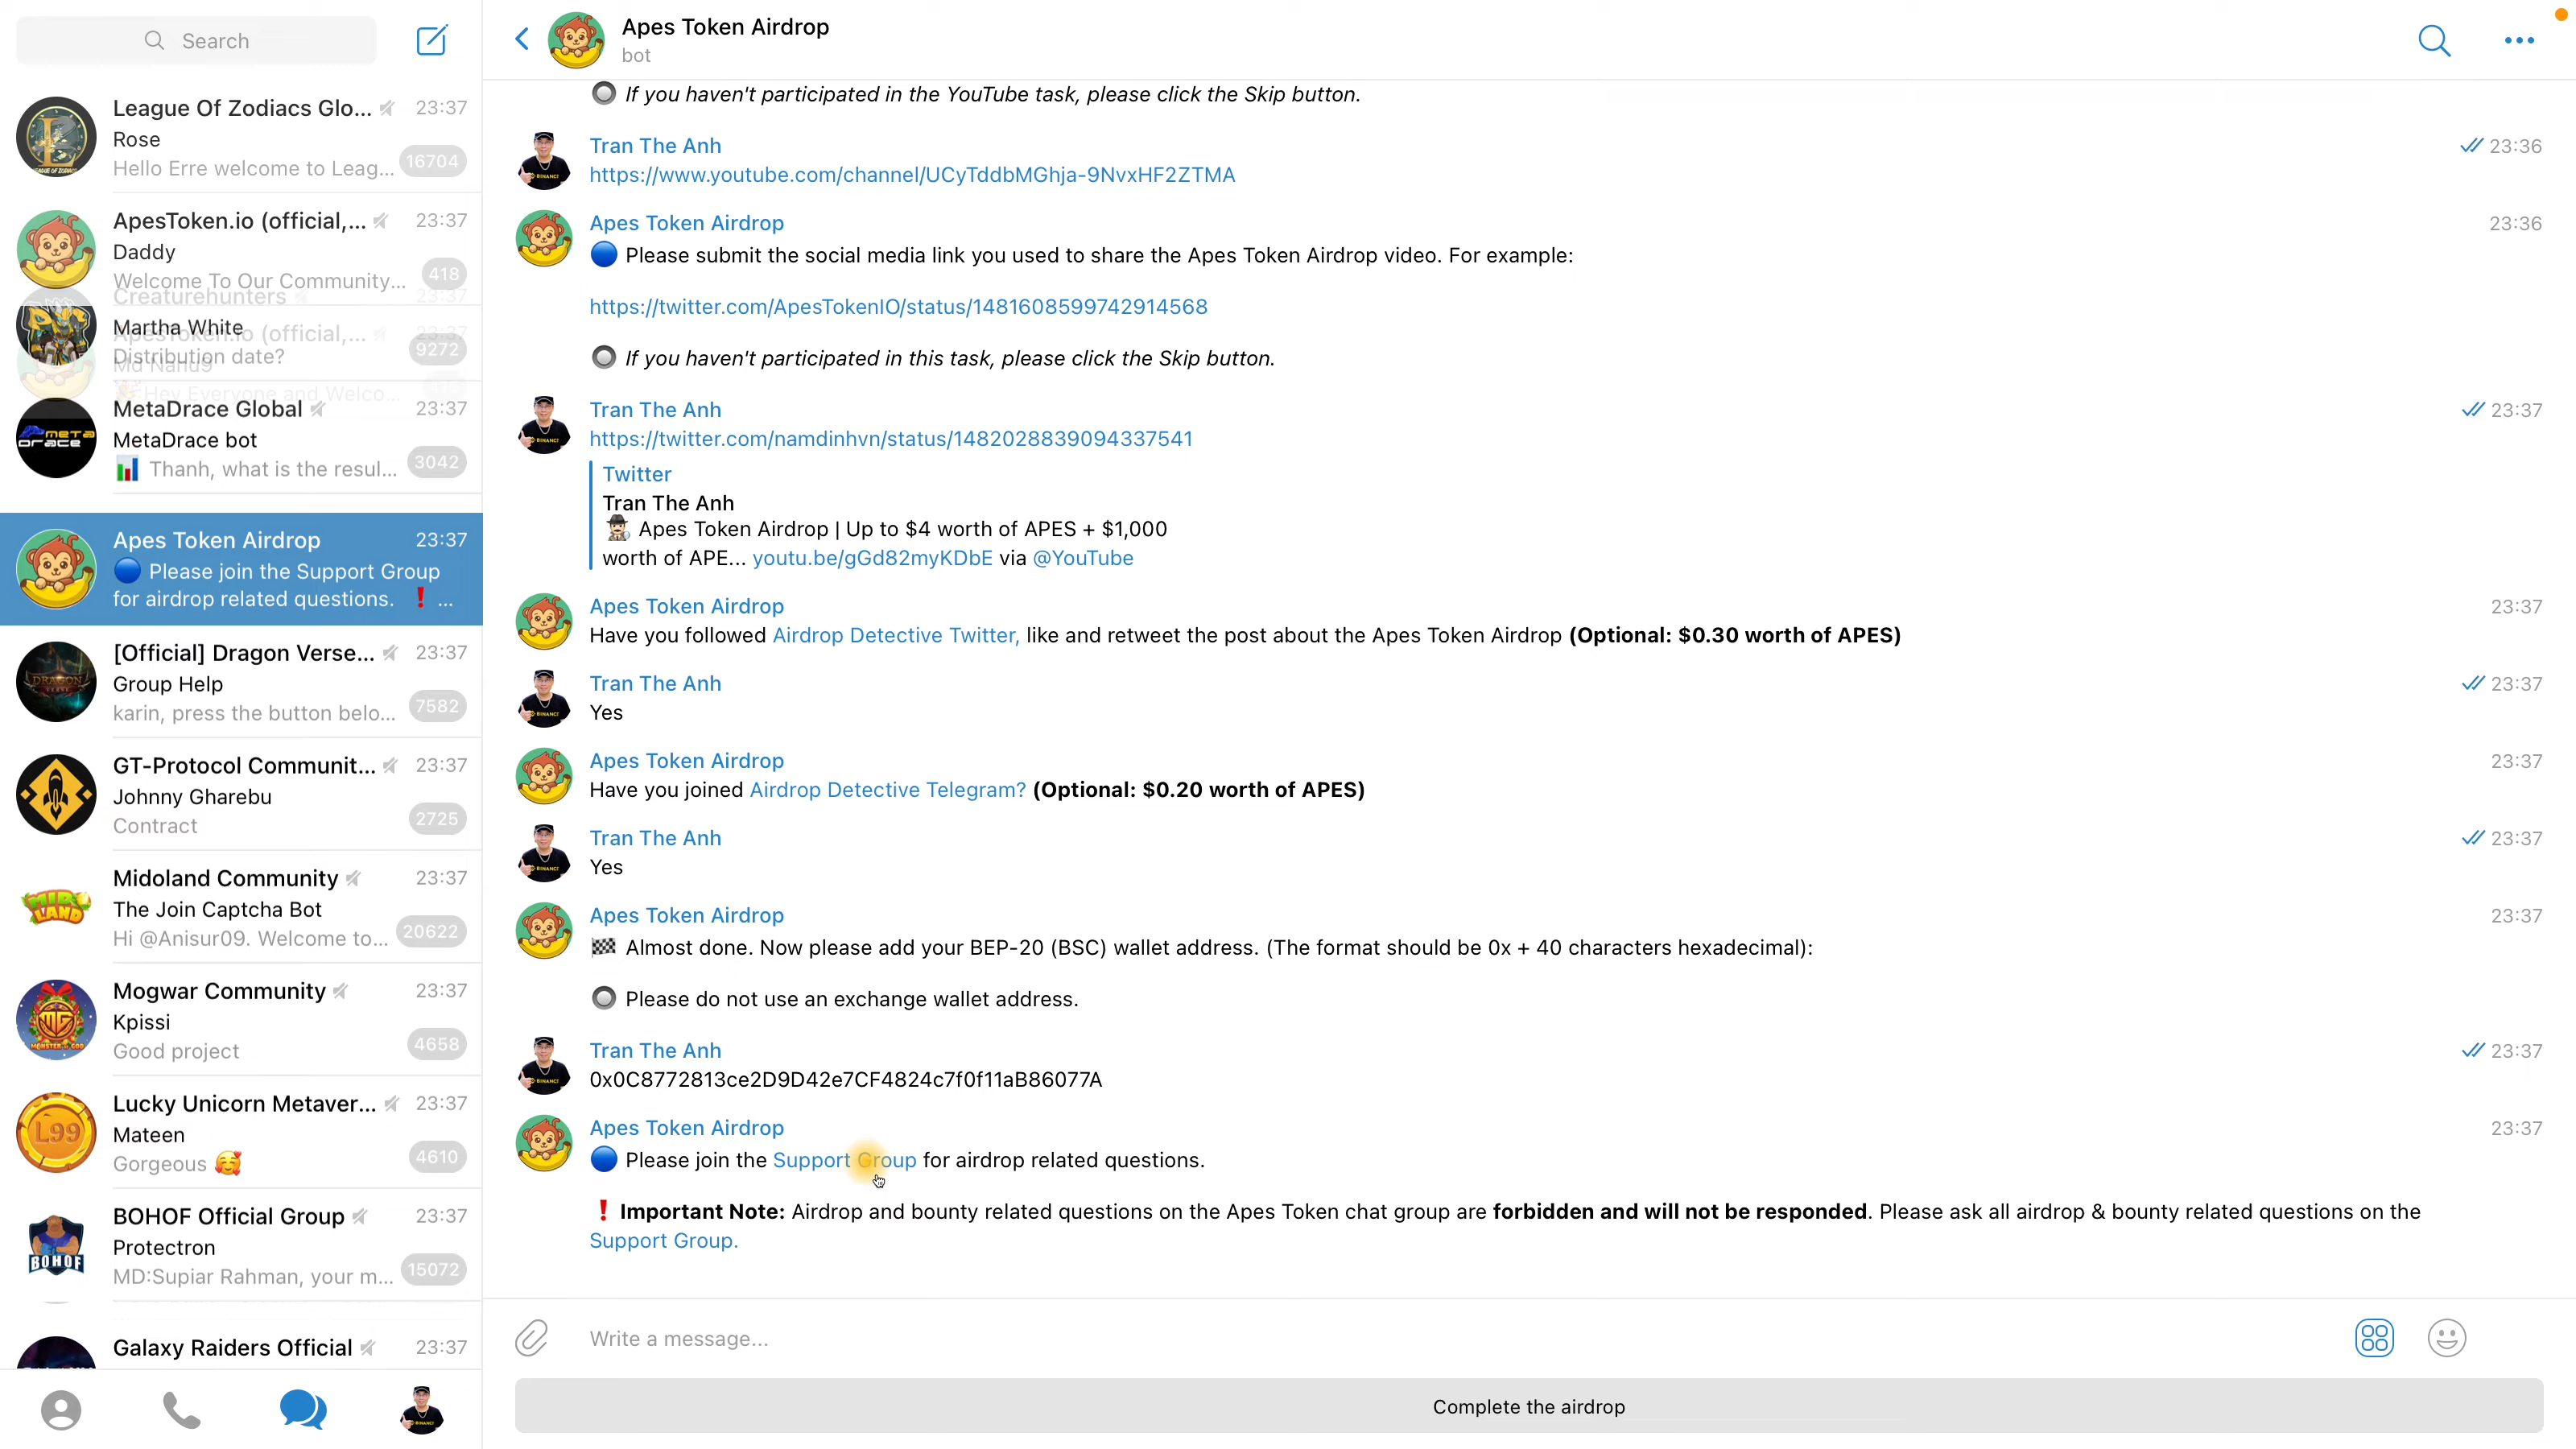 Search
League Of Zodiacs Glo...
23:37
Rose
Hello Erre welcome to Leag...
16704
ApesToken.io (official,...
23:37
Daddy
Welcome To Our Community...
418
Creaturehunters
23:37
Martha White
ApesToken.io (official,...
23:37
Distribution date?
9272
Md Nahu9
Hey Everyone and Welco...
MetaDrace Global
23:37
MetaDrace bot
Thanh, what is the resul...
3042
Apes Token Airdrop
23:37
Please join the Support Group
for airdrop related questions. ❗ ...
[Official] Dragon Verse...
23:37
Group Help
karin, press the button belo...
7582
GT-Protocol Communit...
23:37
Johnny Gharebu
Contract
2725
Midoland Community
23:37
The Join Captcha Bot
Hi @Anisur09. Welcome to...
20622
Mogwar Community
23:37
Kpissi
Good project
4658
Lucky Unicorn Metaver...
23:37
Mateen
Gorgeous 🥰
4610
BOHOF Official Group
23:37
Protectron
MD:Supiar Rahman, your m...
15072
Galaxy Raiders Official
23:37
Apes Token Airdrop
bot
If you haven't participated in the YouTube task, please click the Skip button.
Tran The Anh
23:36
https://www.youtube.com/channel/UCyTddbMGhja-9NvxHF2ZTMA
Apes Token Airdrop
23:36
Please submit the social media link you used to share the Apes Token Airdrop video. For example:
https://twitter.com/ApesTokenIO/status/1481608599742914568
If you haven't participated in this task, please click the Skip button.
Tran The Anh
23:37
https://twitter.com/namdinhvn/status/1482028839094337541
Twitter
Tran The Anh
Apes Token Airdrop | Up to $4 worth of APES + $1,000
worth of APE... youtu.be/gGd82myKDbE via @YouTube
Apes Token Airdrop
23:37
Have you followed Airdrop Detective Twitter, like and retweet the post about the Apes Token Airdrop (Optional: $0.30 worth of APES)
Tran The Anh
23:37
Yes
Apes Token Airdrop
23:37
Have you joined Airdrop Detective Telegram? (Optional: $0.20 worth of APES)
Tran The Anh
23:37
Yes
Apes Token Airdrop
23:37
Almost done. Now please add your BEP-20 (BSC) wallet address. (The format should be 0x + 40 characters hexadecimal):
Please do not use an exchange wallet address.
Tran The Anh
23:37
0x0C8772813ce2D9D42e7CF4824c7f0f11aB86077A
Apes Token Airdrop
23:37
Please join the Support Group for airdrop related questions.
❗ Important Note: Airdrop and bounty related questions on the Apes Token chat group are forbidden and will not be responded. Please ask all airdrop & bounty related questions on the
Support Group.
Write a message...
Complete the airdrop